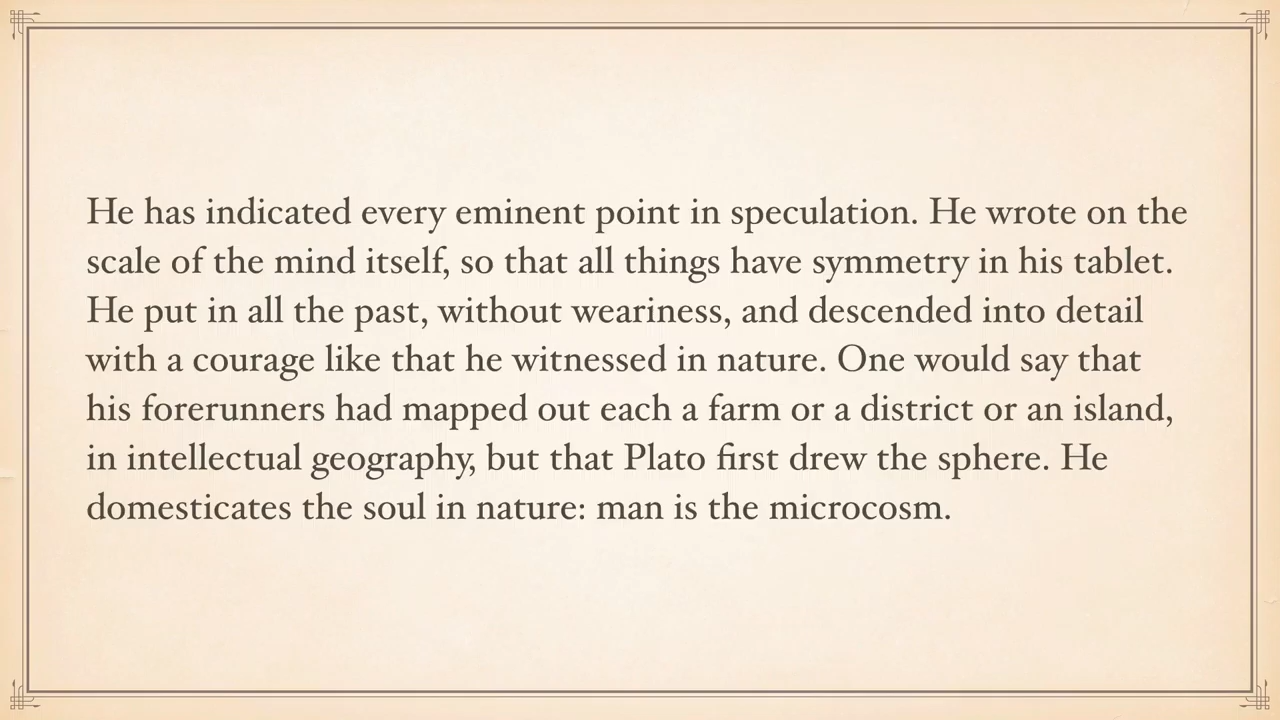 He has indicated every eminent point in speculation. He wrote on the
scale of the mind itself, so that all things have symmetry in his tablet.
He put in all the past, without weariness, and descended into detail
with a courage like that he witnessed in nature. One would say that
his forerunners had mapped out each a farm or a district or an island,
in intellectual geography, but that Plato first drew the sphere. He
domesticates the soul in nature: man is the microcosm.